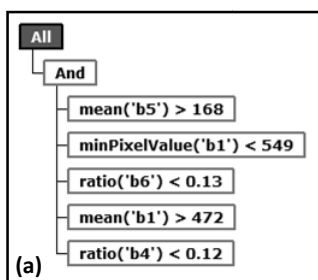 All
And
mean('b5') > 168
minPixelValue('b1') < 549
ratio('b6') < 0.13
mean('b1') > 472
ratio('b4') < 0.12
(a)